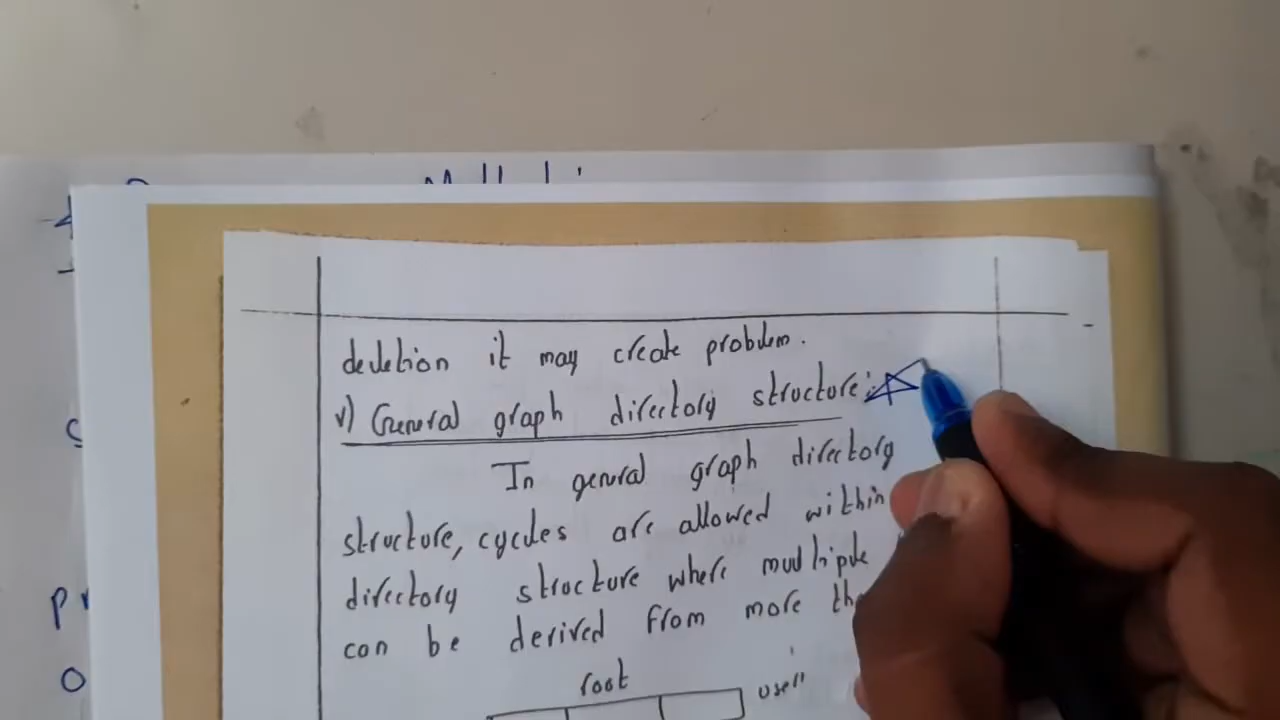 deletion it may create problem.
v) General graph directory structure:
In general graph directory
structure, cycles are allowed within
directory structure where multiple
can be derived from more
root
user